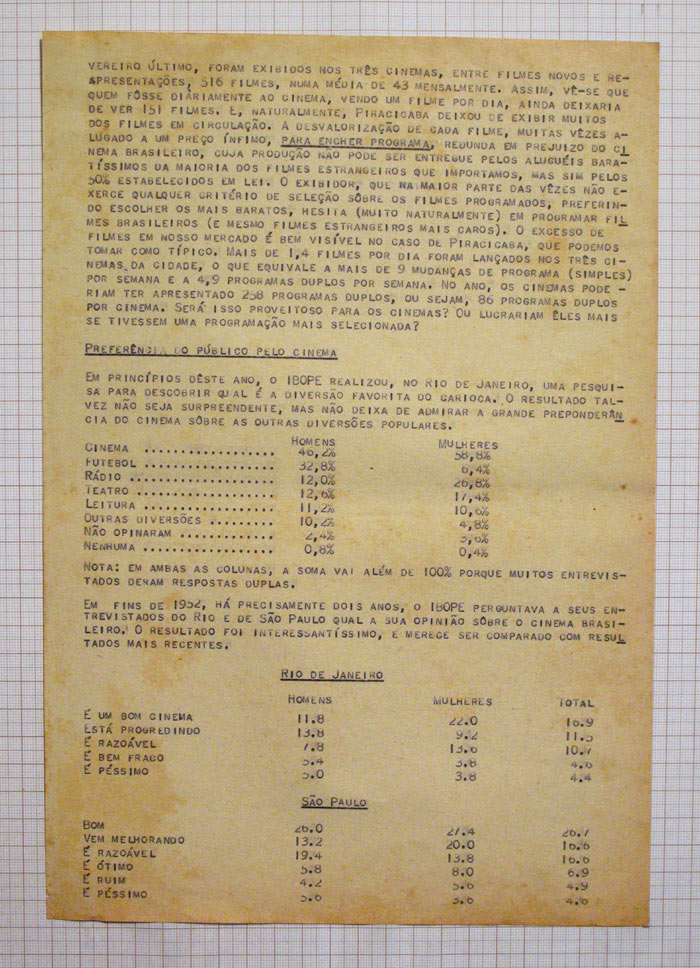 VEREIRO ÚLTIMO, FORAM EXIBIDOS NOS TRÊS CINEMAS, ENTRE FILMES NOVOS E RE-
APRESENTAÇÕES, 516 FILMES, NUMA MÉDIA DE 43 MENSALMENTE. ASSIM, VÊ-SE QUE
QUEM FÔSSE DIÀRIAMENTE AO CINEMA, VENDO UM FILME POR DIA, AINDA DEIXARIA
DE VER 151 FILMES. E, NATURALMENTE, PIRACICABA DEIXOU DE EXIBIR MUITOS
DOS FILMES EM CIRCULAÇÃO. A DESVALORIZAÇÃO DE CADA FILME, MUITAS VÊZES A-
LUGADO A UM PREÇO ÍNFIMO, PARA ENCHER PROGRAMA, REDUNDA EM PREJUIZO DO CI
NEMA BRASILEIRO, CUJA PRODUÇÃO NÃO PODE SER ENTREGUE PELOS ALUGUÉIS BARA-
TÍSSIMOS DA MAIORIA DOS FILMES ESTRANGEIROS QUE IMPORTAMOS, MAS SIM PELOS
50% ESTABELECIDOS EM LEI. O EXIBIDOR, QUE NA MAIOR PARTE DAS VÊZES NÃO E-
XERCE QUALQUER CRITÉRIO DE SELEÇÃO SÔBRE OS FILMES PROGRAMADOS, PREFERIN-
DO ESCOLHER OS MAIS BARATOS, HESITA (MUITO NATURALMENTE) EM PROGRAMAR FIL
MES BRASILEIROS (E MESMO FILMES ESTRANGEIROS MAIS CAROS). O EXCESSO DE
FILMES EM NOSSO MERCADO É BEM VISÍVEL NO CASO DE PIRACICABA, QUE PODEMOS
TOMAR COMO TÍPICO. MAIS DE 1,4 FILMES POR DIA FORAM LANÇADOS NOS TRÊS CI-
NEMAS DA CIDADE, O QUE EQUIVALE A MAIS DE 9 MUDANÇAS DE PROGRAMA (SIMPLES)
POR SEMANA E A 4,9 PROGRAMAS DUPLOS POR SEMANA. NO ANO, OS CINEMAS PODE-
RIAM TER APRESENTADO 258 PROGRAMAS DUPLOS, OU SEJAM, 86 PROGRAMAS DUPLOS
POR CINEMA. SERÁ ISSO PROVEITOSO PARA OS CINEMAS? OU LUCRARIAM ÊLES MAIS
SE TIVESSEM UMA PROGRAMAÇÃO MAIS SELECIONADA?
PREFERÊNCIA DO PÚBLICO PELO CINEMA
EM PRINCÍPIOS DÊSTE ANO, O IBOPE REALIZOU, NO RIO DE JANEIRO, UMA PESQUI-
SA PARA DESCOBRIR QUAL É A DIVERSÃO FAVORITA DO CARIOCA. O RESULTADO TAL-
VEZ NÃO SEJA SURPREENDENTE, MAS NÃO DEIXA DE ADMIRAR A GRANDE PREPONDERÂN
CIA DO CINEMA SÔBRE AS OUTRAS DIVERSÕES POPULARES.
HOMENS MULHERES
CINEMA ................... 46,2% 58,8%
FUTEBOL .................. 32,8% 6,4%
RÁDIO .................... 12,0% 26,8%
TEATRO ................... 12,6% 17,4%
LEITURA .................. 11,2% 10,6%
OUTRAS DIVERSÕES ......... 10,2% 4,8%
NÃO OPINARAM ............. 2,4% 3,6%
NENHUMA .................. 0,8% 0,4%
NOTA: EM AMBAS AS COLUNAS, A SOMA VAI ALÉM DE 100% PORQUE MUITOS ENTREVIS-
TADOS DERAM RESPOSTAS DUPLAS.
EM FINS DE 1952, HÁ PRECISAMENTE DOIS ANOS, O IBOPE PERGUNTAVA A SEUS EN-
TREVISTADOS DO RIO E DE SÃO PAULO QUAL A SUA OPINIÃO SÔBRE O CINEMA BRASI-
LEIRO. O RESULTADO FOI INTERESSANTÍSSIMO, E MERECE SER COMPARADO COM RESUL
TADOS MAIS RECENTES.
RIO DE JANEIRO
HOMENS MULHERES TOTAL
É UM BOM CINEMA 11.8 22.0 16.9
ESTÁ PROGREDINDO 13.8 9.2 11.5
É RAZOÁVEL 7.8 13.6 10.7
É BEM FRACO 5.4 3.8 4.6
É PÉSSIMO 5.0 3.8 4.4
SÃO PAULO
BOM 26.0 27.4 26.7
VEM MELHORANDO 13.2 20.0 16.6
É RAZOÁVEL 19.4 13.8 16.6
É ÓTIMO 5.8 8.0 6.9
É RUIM 4.2 5.6 4.9
É PÉSSIMO 5.6 3.6 4.6